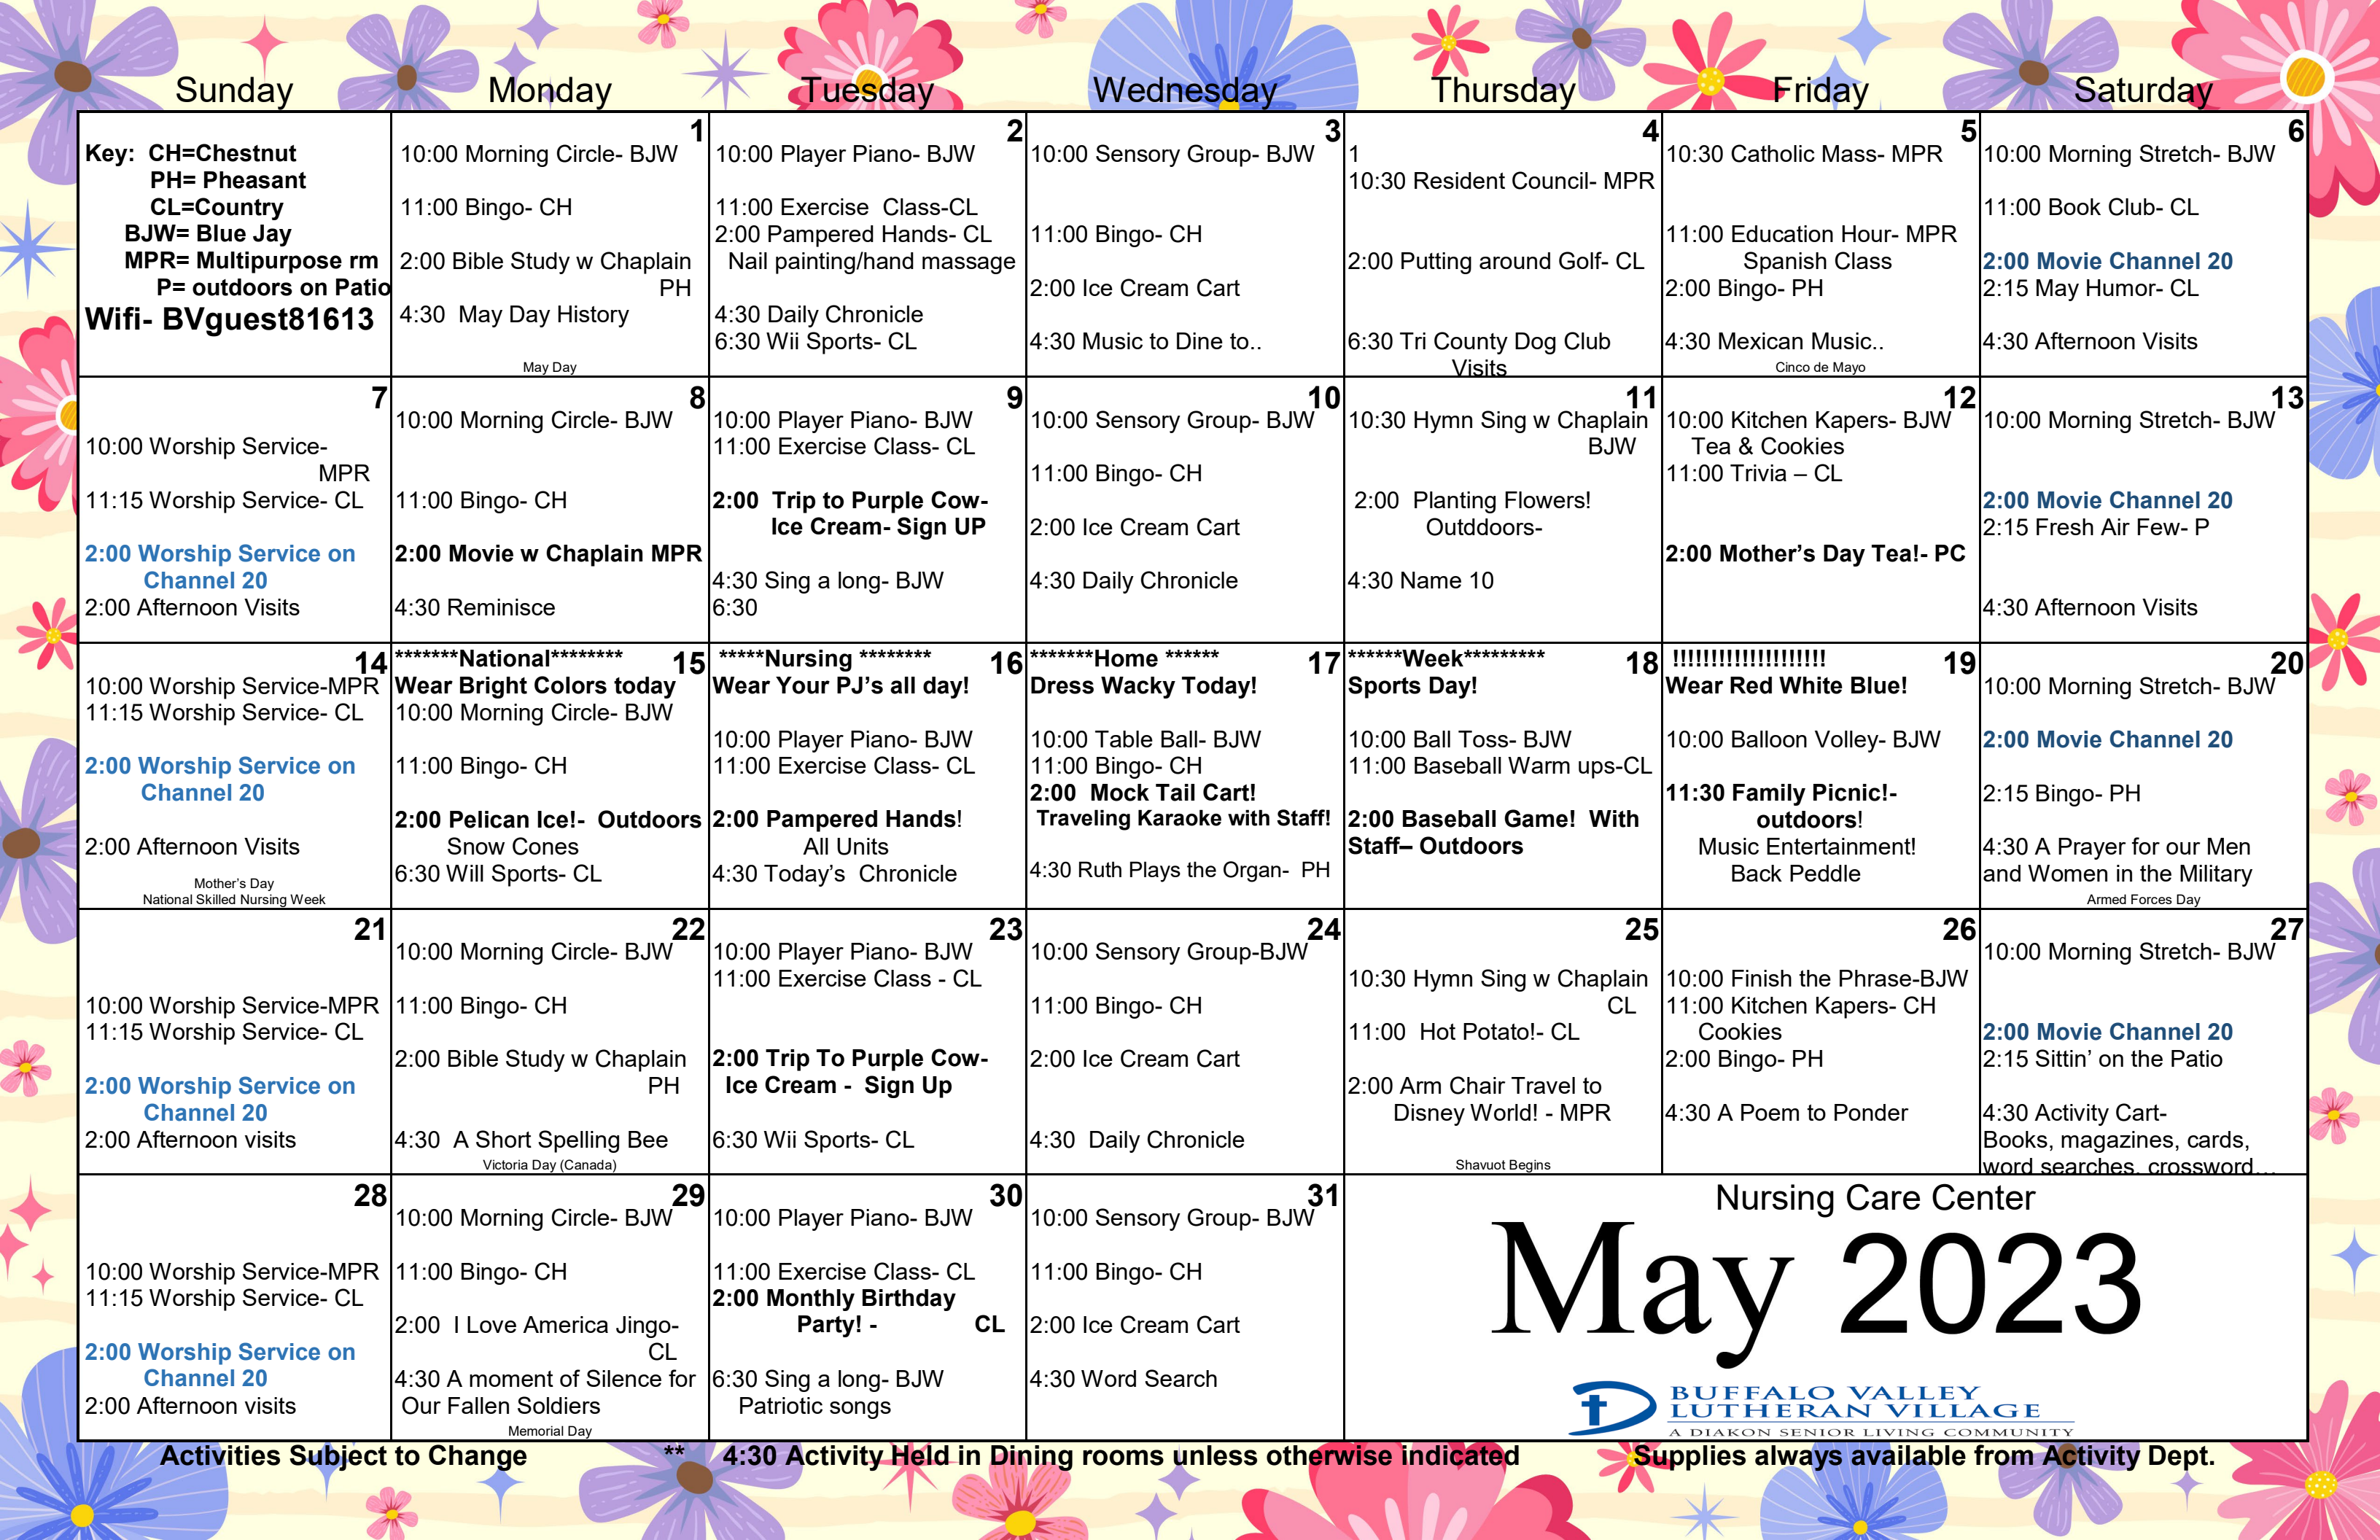 Sunday Monday Tuesday Wednesday Thursday Friday Saturday
Key: CH=Chestnut
PH= Pheasant
CL=Country
BJW= Blue Jay
MPR= Multipurpose rm
P= outdoors on Patio
Wifi- BVguest81613
1
10:00 Morning Circle- BJW
11:00 Bingo- CH
2:00 Bible Study w Chaplain
PH
4:30 May Day History
May Day
2
10:00 Player Piano- BJW
11:00 Exercise Class-CL
2:00 Pampered Hands- CL
Nail painting/hand massage
4:30 Daily Chronicle
6:30 Wii Sports- CL
3
10:00 Sensory Group- BJW
11:00 Bingo- CH
2:00 Ice Cream Cart
4:30 Music to Dine to..
4
1
10:30 Resident Council- MPR
2:00 Putting around Golf- CL
6:30 Tri County Dog Club
Visits
5
10:30 Catholic Mass- MPR
11:00 Education Hour- MPR
Spanish Class
2:00 Bingo- PH
4:30 Mexican Music..
Cinco de Mayo
6
10:00 Morning Stretch- BJW
11:00 Book Club- CL
2:00 Movie Channel 20
2:15 May Humor- CL
4:30 Afternoon Visits
7
10:00 Worship Service-
MPR
11:15 Worship Service- CL
2:00 Worship Service on
Channel 20
2:00 Afternoon Visits
8
10:00 Morning Circle- BJW
11:00 Bingo- CH
2:00 Movie w Chaplain MPR
4:30 Reminisce
9
10:00 Player Piano- BJW
11:00 Exercise Class- CL
2:00 Trip to Purple Cow-
Ice Cream- Sign UP
4:30 Sing a long- BJW
6:30
10
10:00 Sensory Group- BJW
11:00 Bingo- CH
2:00 Ice Cream Cart
4:30 Daily Chronicle
11
10:30 Hymn Sing w Chaplain
BJW
2:00 Planting Flowers!
Outddoors-
4:30 Name 10
12
10:00 Kitchen Kapers- BJW
Tea & Cookies
11:00 Trivia – CL
2:00 Mother's Day Tea!- PC
13
10:00 Morning Stretch- BJW
2:00 Movie Channel 20
2:15 Fresh Air Few- P
4:30 Afternoon Visits
14
10:00 Worship Service-MPR
11:15 Worship Service- CL
2:00 Worship Service on
Channel 20
2:00 Afternoon Visits
Mother's Day
National Skilled Nursing Week
*******National******** 15
Wear Bright Colors today
10:00 Morning Circle- BJW
11:00 Bingo- CH
2:00 Pelican Ice!- Outdoors
Snow Cones
6:30 Will Sports- CL
*****Nursing ******** 16
Wear Your PJ's all day!
10:00 Player Piano- BJW
11:00 Exercise Class- CL
2:00 Pampered Hands!
All Units
4:30 Today's Chronicle
*******Home ****** 17
Dress Wacky Today!
10:00 Table Ball- BJW
11:00 Bingo- CH
2:00 Mock Tail Cart!
Traveling Karaoke with Staff!
4:30 Ruth Plays the Organ- PH
******Week********* 18
Sports Day!
10:00 Ball Toss- BJW
11:00 Baseball Warm ups-CL
2:00 Baseball Game! With
Staff– Outdoors
!!!!!!!!!!!!!!!!!!!! 19
Wear Red White Blue!
10:00 Balloon Volley- BJW
11:30 Family Picnic!-
outdoors!
Music Entertainment!
Back Peddle
20
10:00 Morning Stretch- BJW
2:00 Movie Channel 20
2:15 Bingo- PH
4:30 A Prayer for our Men
and Women in the Military
Armed Forces Day
21
10:00 Worship Service-MPR
11:15 Worship Service- CL
2:00 Worship Service on
Channel 20
2:00 Afternoon visits
22
10:00 Morning Circle- BJW
11:00 Bingo- CH
2:00 Bible Study w Chaplain
PH
4:30 A Short Spelling Bee
Victoria Day (Canada)
23
10:00 Player Piano- BJW
11:00 Exercise Class - CL
2:00 Trip To Purple Cow-
Ice Cream - Sign Up
6:30 Wii Sports- CL
24
10:00 Sensory Group-BJW
11:00 Bingo- CH
2:00 Ice Cream Cart
4:30 Daily Chronicle
25
10:30 Hymn Sing w Chaplain
CL
11:00 Hot Potato!- CL
2:00 Arm Chair Travel to
Disney World! - MPR
Shavuot Begins
26
10:00 Finish the Phrase-BJW
11:00 Kitchen Kapers- CH
Cookies
2:00 Bingo- PH
4:30 A Poem to Ponder
27
10:00 Morning Stretch- BJW
2:00 Movie Channel 20
2:15 Sittin' on the Patio
4:30 Activity Cart-
Books, magazines, cards,
word searches, crossword...
28
10:00 Worship Service-MPR
11:15 Worship Service- CL
2:00 Worship Service on
Channel 20
2:00 Afternoon visits
29
10:00 Morning Circle- BJW
11:00 Bingo- CH
2:00 I Love America Jingo-
CL
4:30 A moment of Silence for
Our Fallen Soldiers
Memorial Day
30
10:00 Player Piano- BJW
11:00 Exercise Class- CL
2:00 Monthly Birthday
Party! - CL
6:30 Sing a long- BJW
Patriotic songs
31
10:00 Sensory Group- BJW
11:00 Bingo- CH
2:00 Ice Cream Cart
4:30 Word Search
Nursing Care Center
May 2023
BUFFALO VALLEY
LUTHERAN VILLAGE
A DIAKON SENIOR LIVING COMMUNITY
Activities Subject to Change ** 4:30 Activity Held in Dining rooms unless otherwise indicated Supplies always available from Activity Dept.